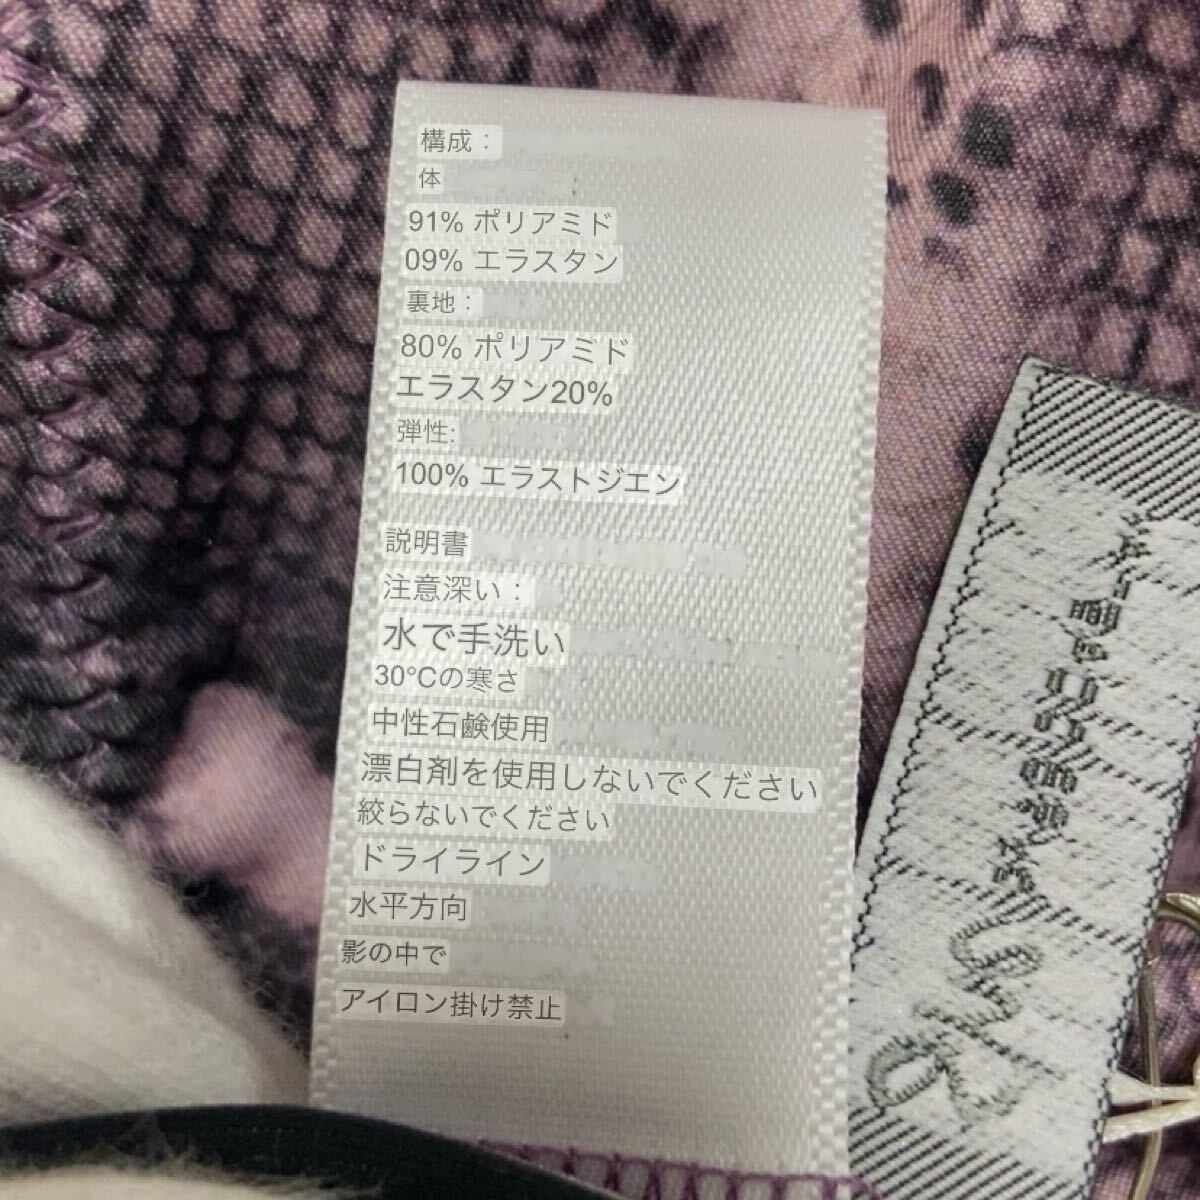 構成：
体
91% ポリアミド
09% エラスタン
裏地：
80% ポリアミド
エラスタン20%
弾性:
100% エラストジエン
説明書
注意深い：
水で手洗い
30°Cの寒さ
中性石鹸使用
漂白剤を使用しないでください
絞らないでください
ドライライン
水平方向
影の中で
アイロン掛け禁止